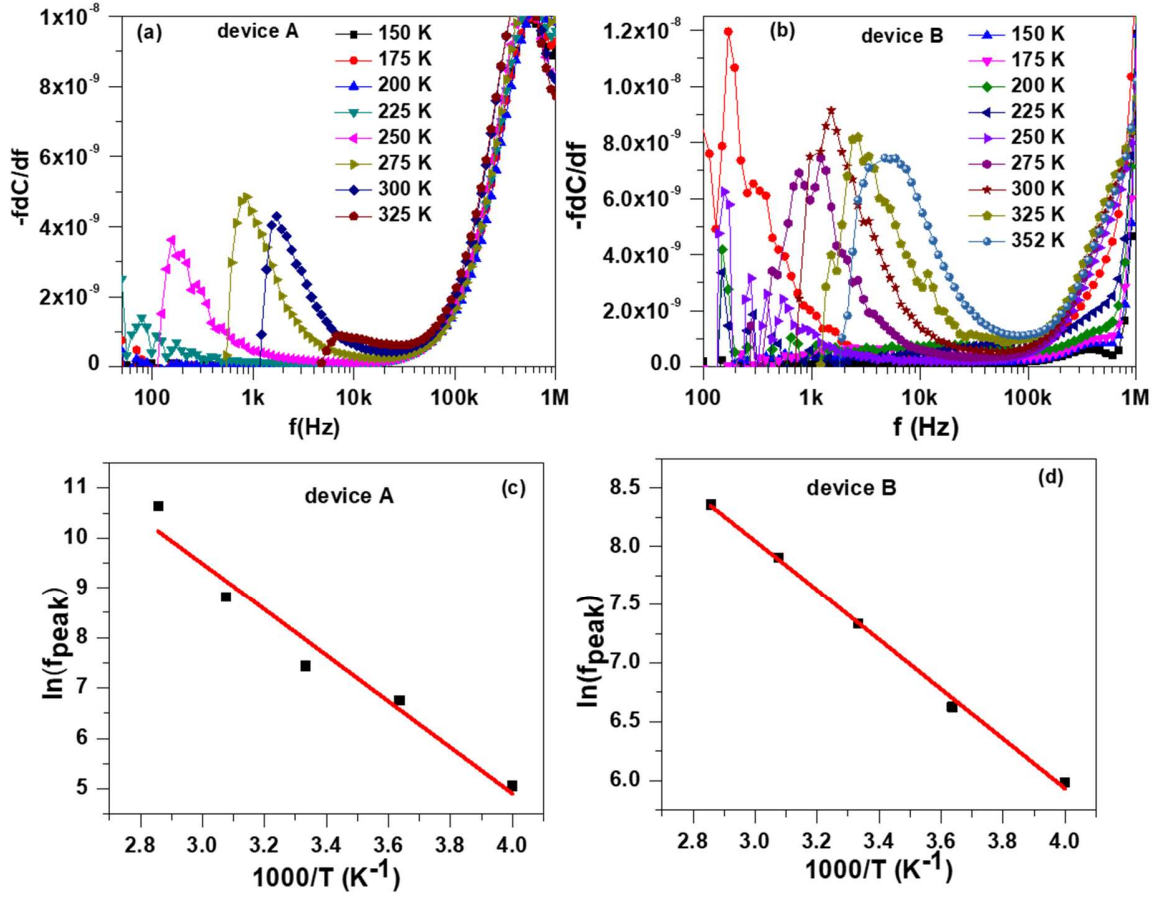 (a) device A
150 K
175 K
200 K
225 K
250 K
275 K
300 K
325 K
1x10⁻⁸
8x10⁻⁹
6x10⁻⁹
4x10⁻⁹
2x10⁻⁹
0
-fdC/df
100 1k 10k 100k 1M
f(Hz)
(b) device B
150 K
175 K
200 K
225 K
250 K
275 K
300 K
325 K
352 K
1.2x10⁻⁸
1.0x10⁻⁸
8.0x10⁻⁹
6.0x10⁻⁹
4.0x10⁻⁹
2.0x10⁻⁹
0.0
-fdC/df
100 1k 10k 100k 1M
f (Hz)
device A (c)
11
10
9
8
7
6
5
ln(fpeak)
2.8 3.0 3.2 3.4 3.6 3.8 4.0
1000/T (K⁻¹)
device B (d)
8.5
8.0
7.5
7.0
6.5
6.0
ln(fpeak)
2.8 3.0 3.2 3.4 3.6 3.8 4.0
1000/T (K⁻¹)